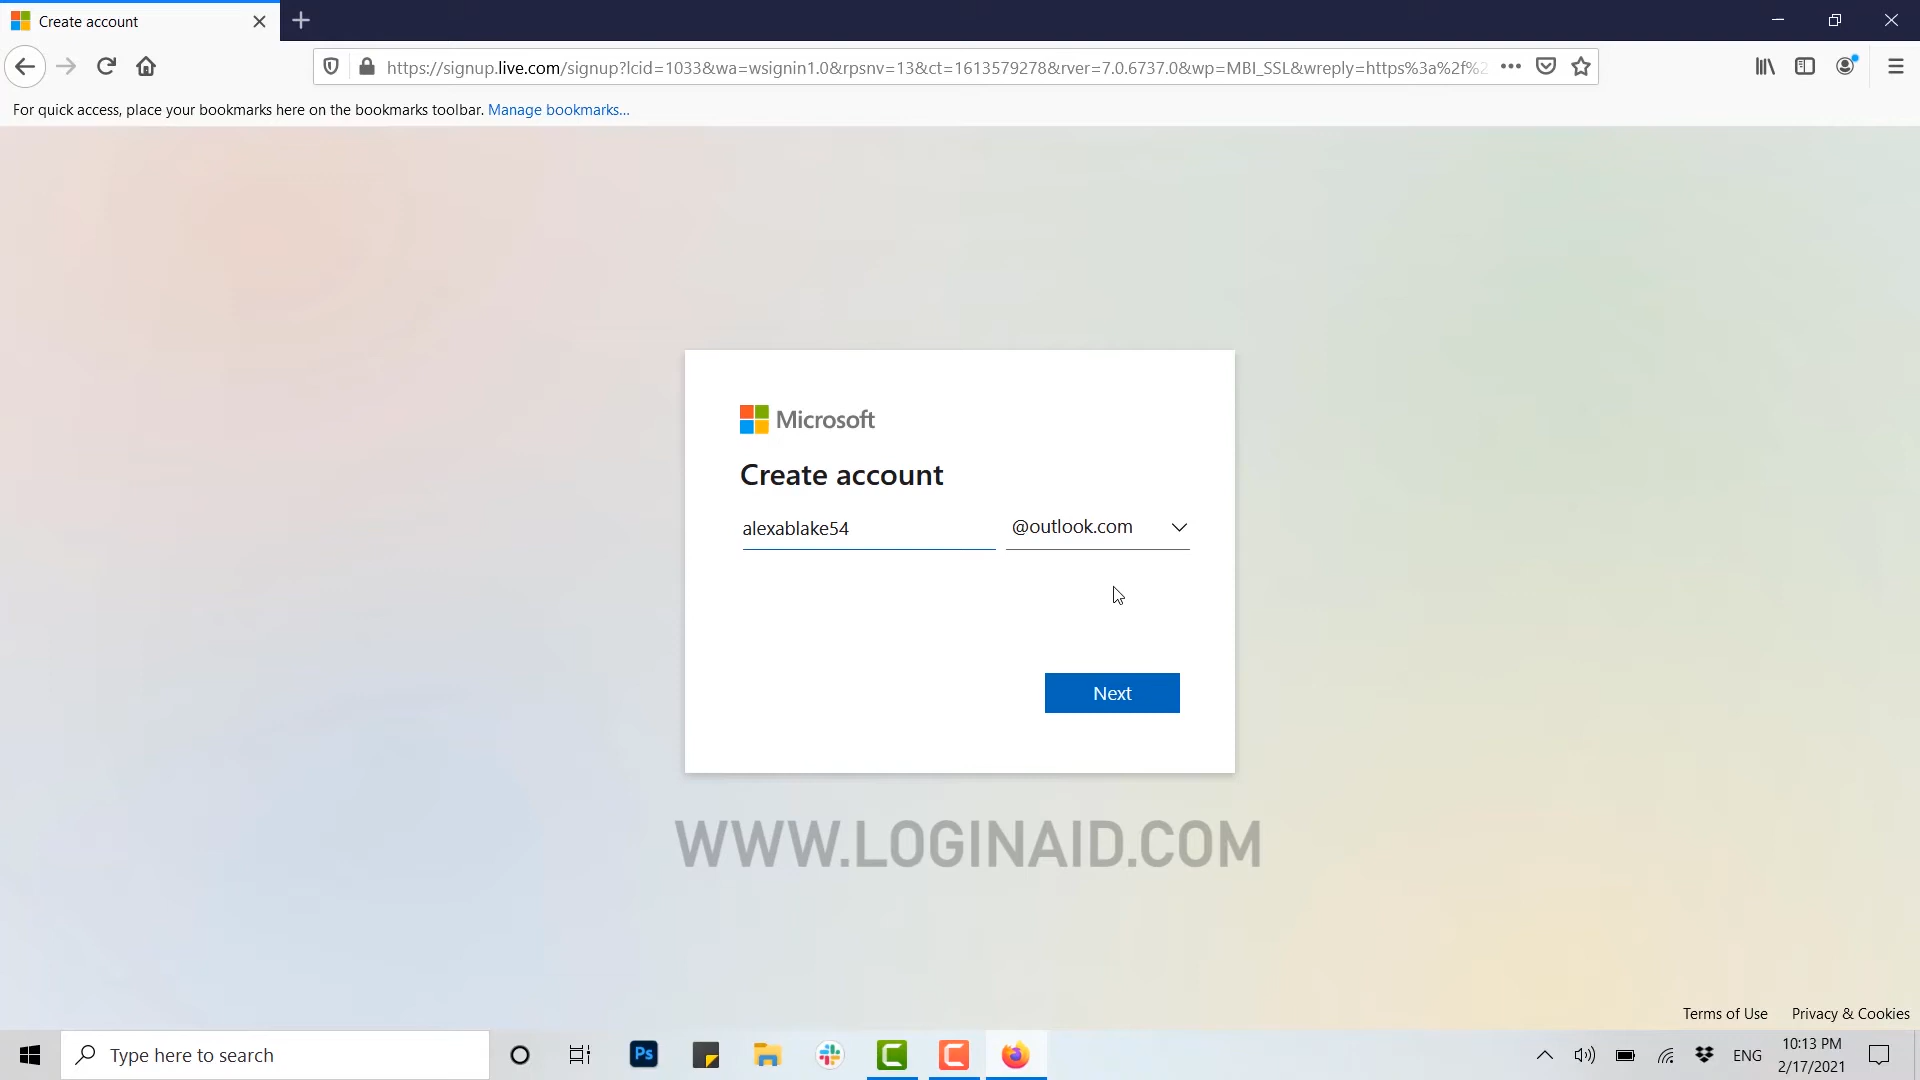 Create account
https://signup.live.com/signup?lcid=1033&wa=wsignin1.0&rpsnv=13&ct=1613579278&rver=7.0.6737.0&wp=MBI_SSL&wreply=https%3a%2f%2
For quick access, place your bookmarks here on the bookmarks toolbar. Manage bookmarks...
Microsoft
Create account
alexablake54 @outlook.com
Next
WWW.LOGINAID.COM
Terms of Use Privacy & Cookies
Type here to search
Ps
ENG
10:13 PM
2/17/2021